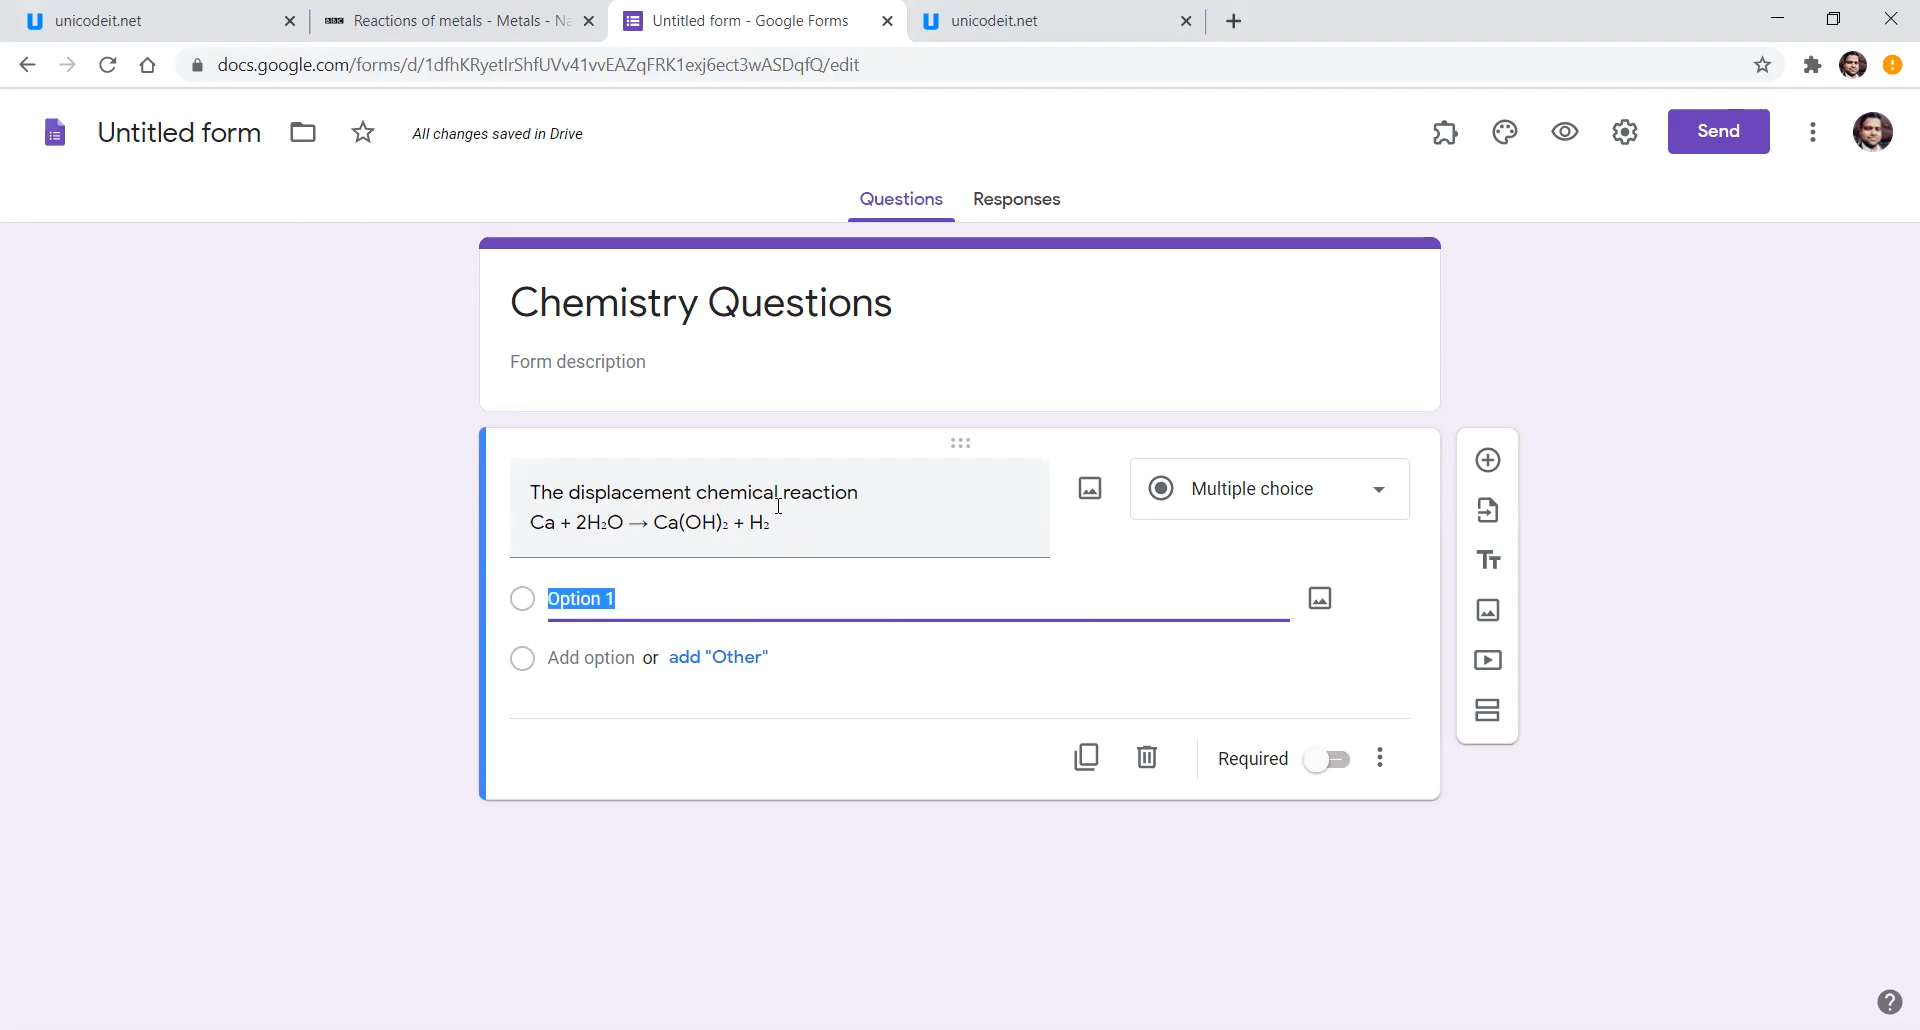 unicodeit.net
Reactions of metals - Metals - Na
Untitled form - Google Forms
unicodeit.net
docs.google.com/forms/d/1dfhKRyetIrShfUVv41vvEAZqFRK1exj6ect3wASDqfQ/edit
Untitled form
All changes saved in Drive
Send
Questions
Responses
Chemistry Questions
Form description
The displacement chemical reaction
Ca + 2H₂O → Ca(OH)₂ + H₂
Multiple choice
Option 1
Add option or add "Other"
Required